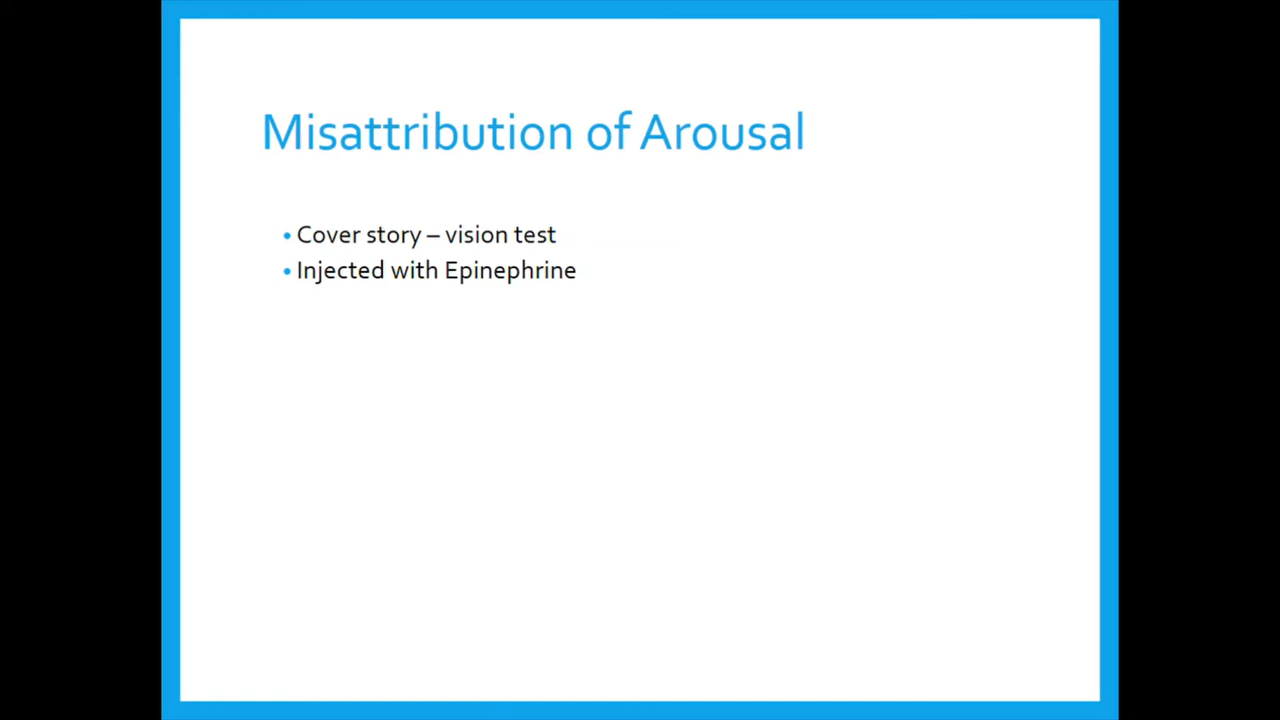 Misattribution of Arousal
• Cover story – vision test
• Injected with Epinephrine